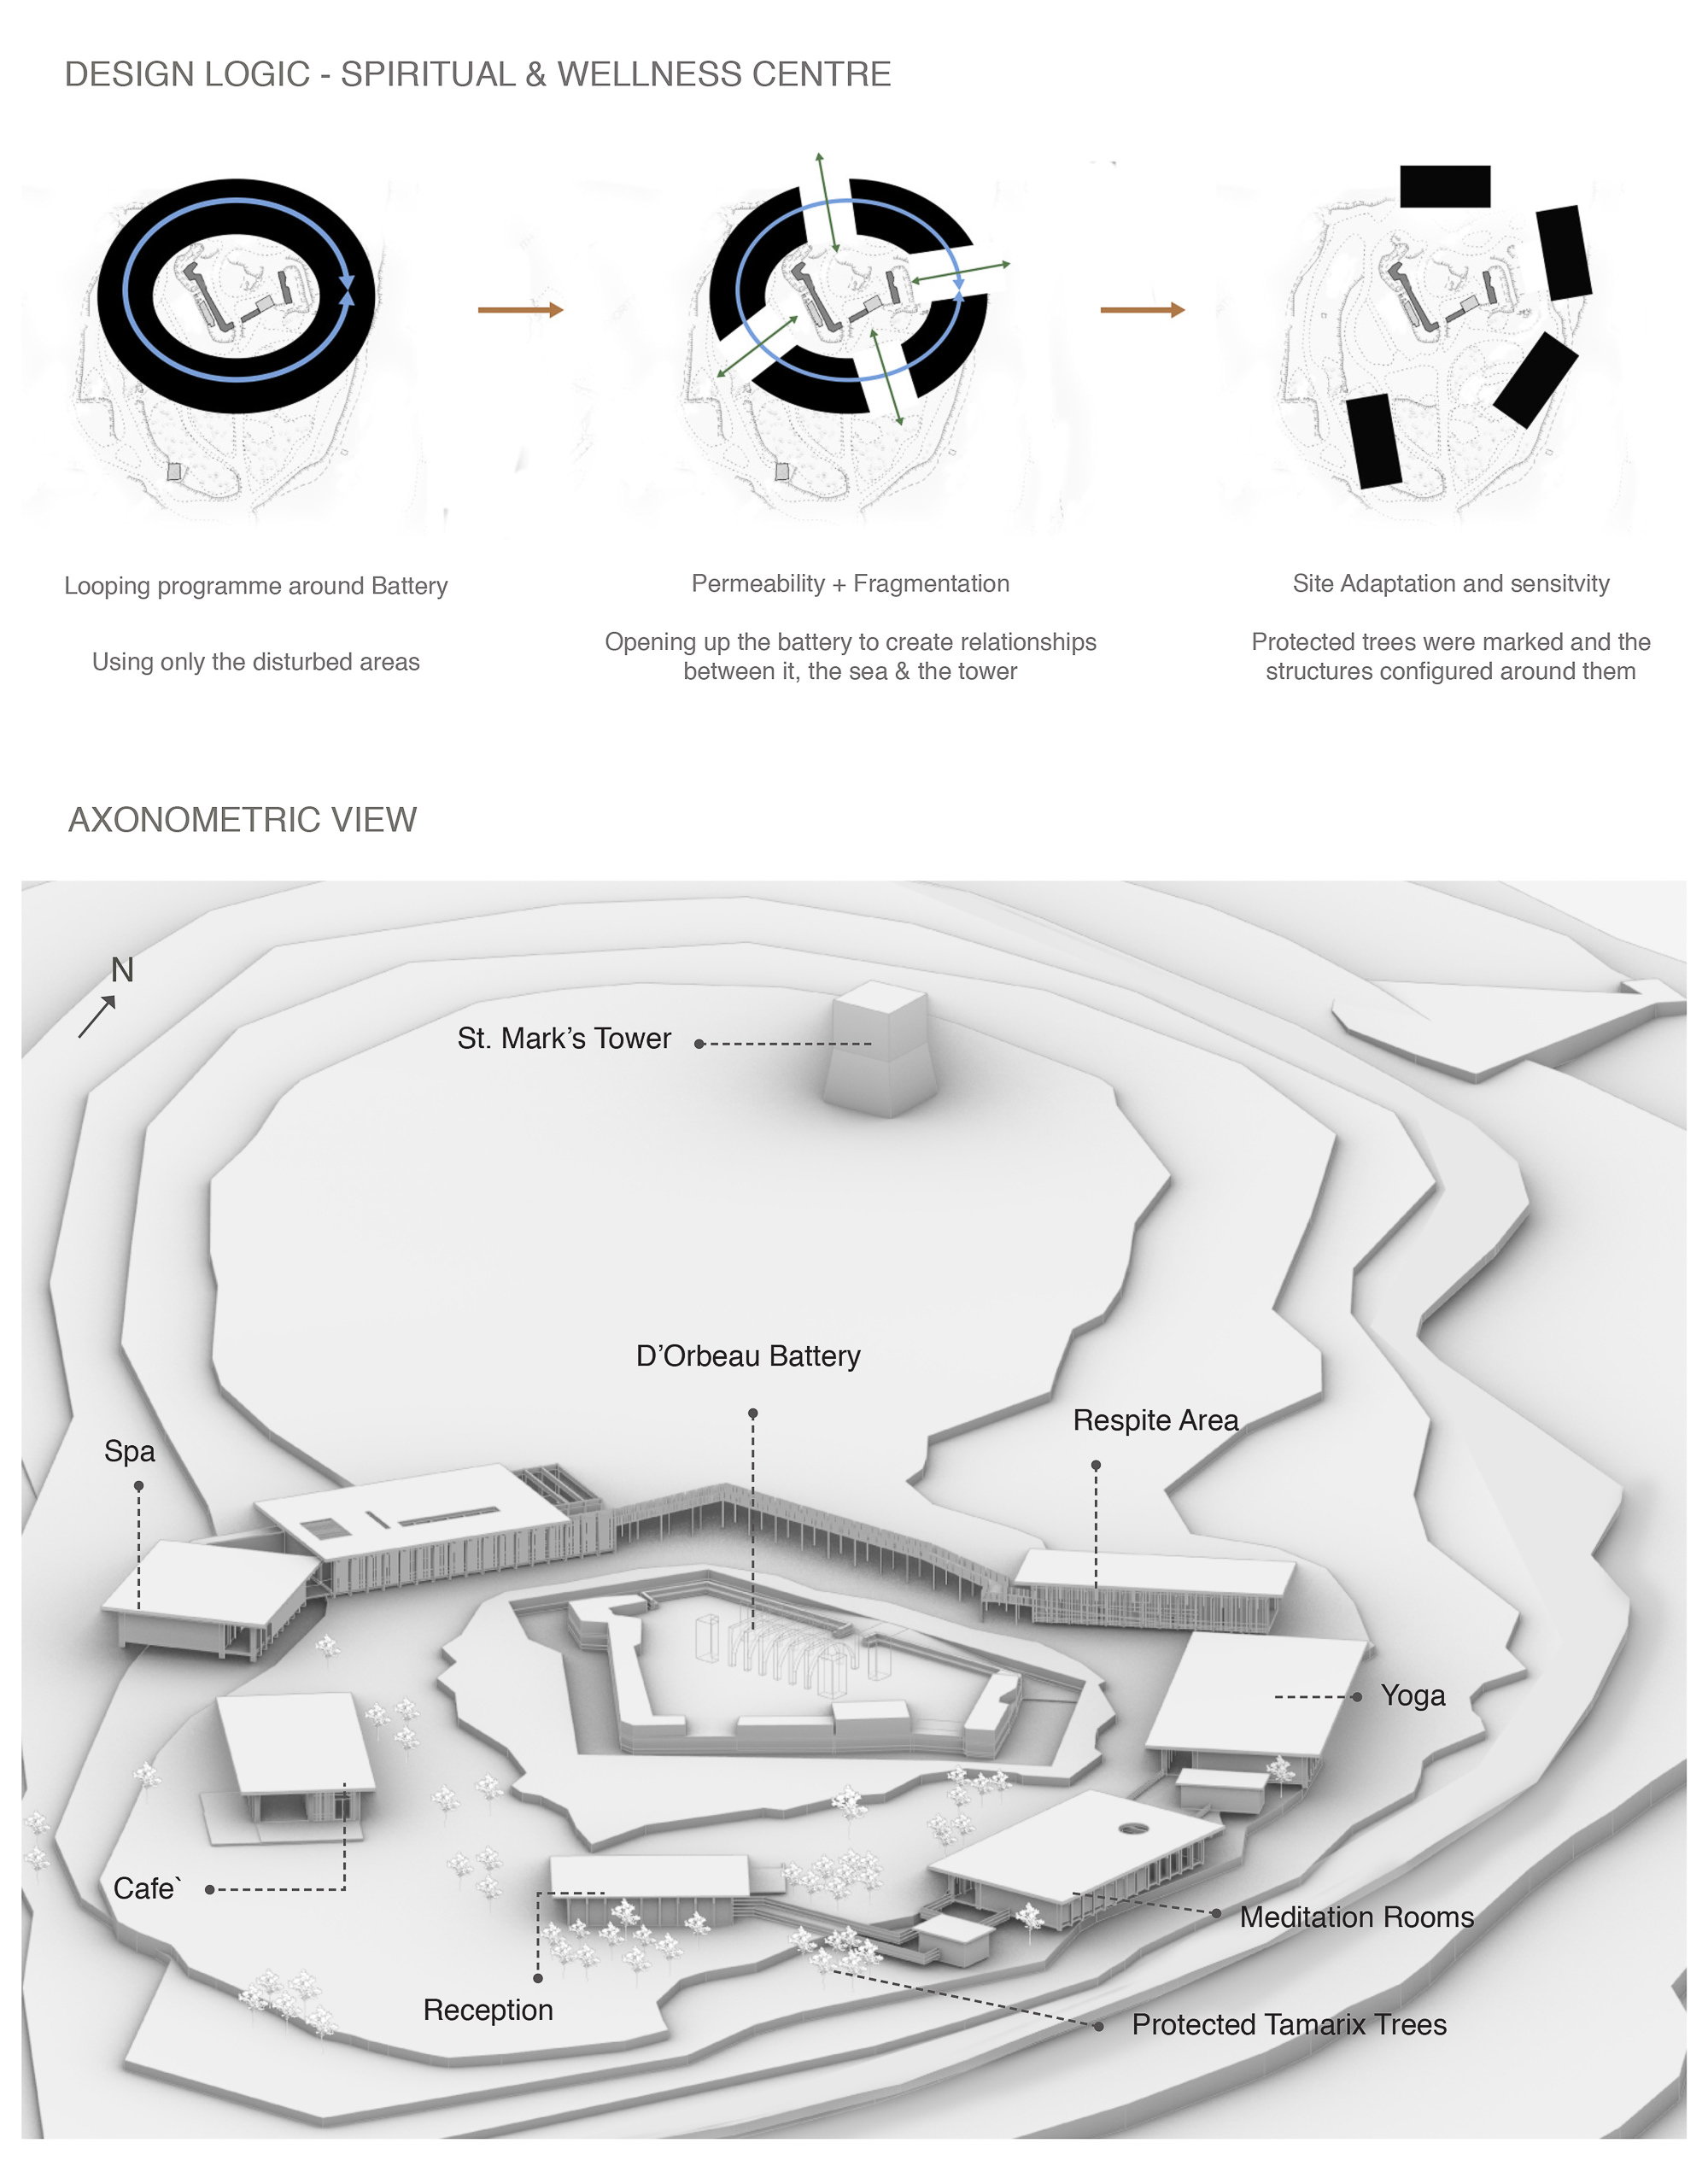 DESIGN LOGIC - SPIRITUAL & WELLNESS CENTRE
Looping programme around Battery
Using only the disturbed areas
Permeability + Fragmentation
Opening up the battery to create relationships
between it, the sea & the tower
Site Adaptation and sensitvity
Protected trees were marked and the
structures configured around them
AXONOMETRIC VIEW
N
St. Mark’s Tower
D’Orbeau Battery
Respite Area
Spa
Yoga
Cafe`
Meditation Rooms
Reception
Protected Tamarix Trees